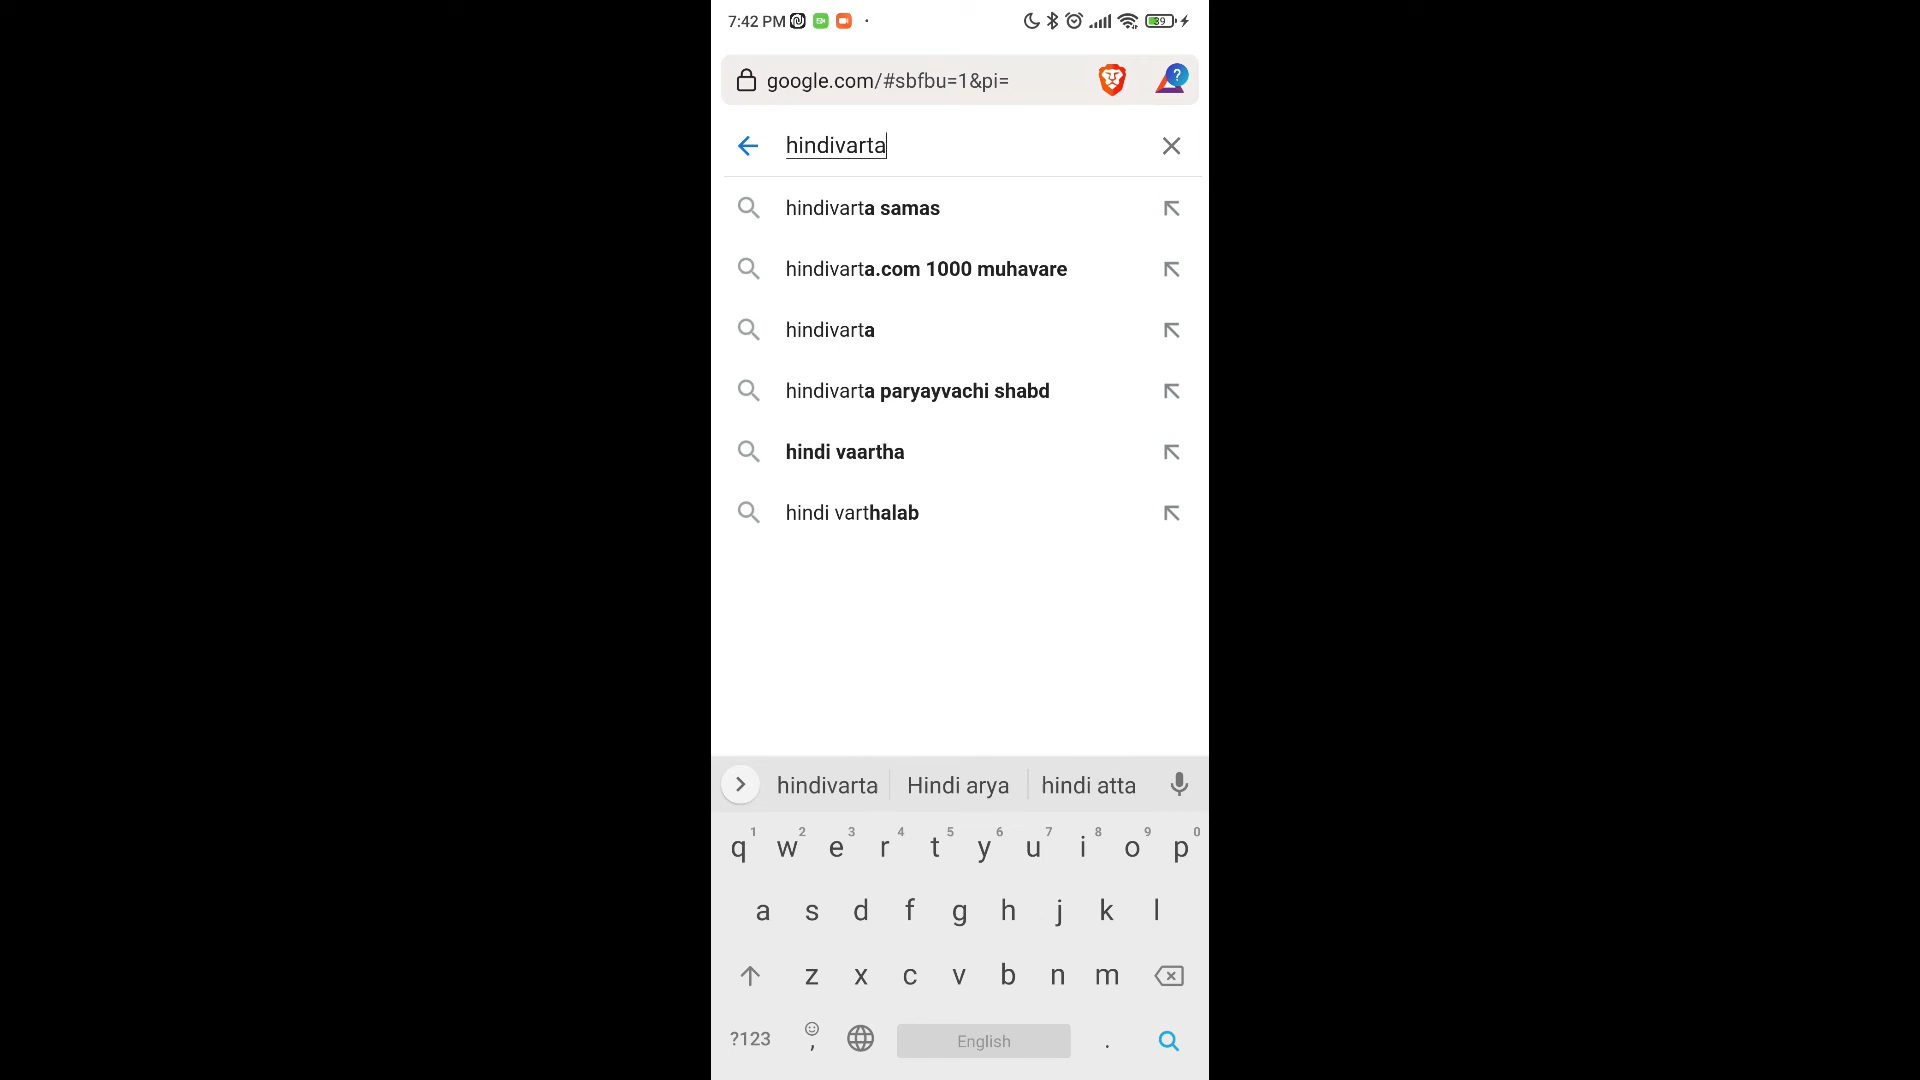 7:42 PM 39
google.com/#sbfbu=1&pi=
?
hindivarta
hindivarta samas
hindivarta.com 1000 muhavare
hindivarta
hindivarta paryayvachi shabd
hindi vaartha
hindi varthalab
hindivarta Hindi arya hindi atta
1 2 3 4 5 6 7 8 9 0
q w e r t y u i o p
a s d f g h j k l
z x c v b n m
?123 , English .